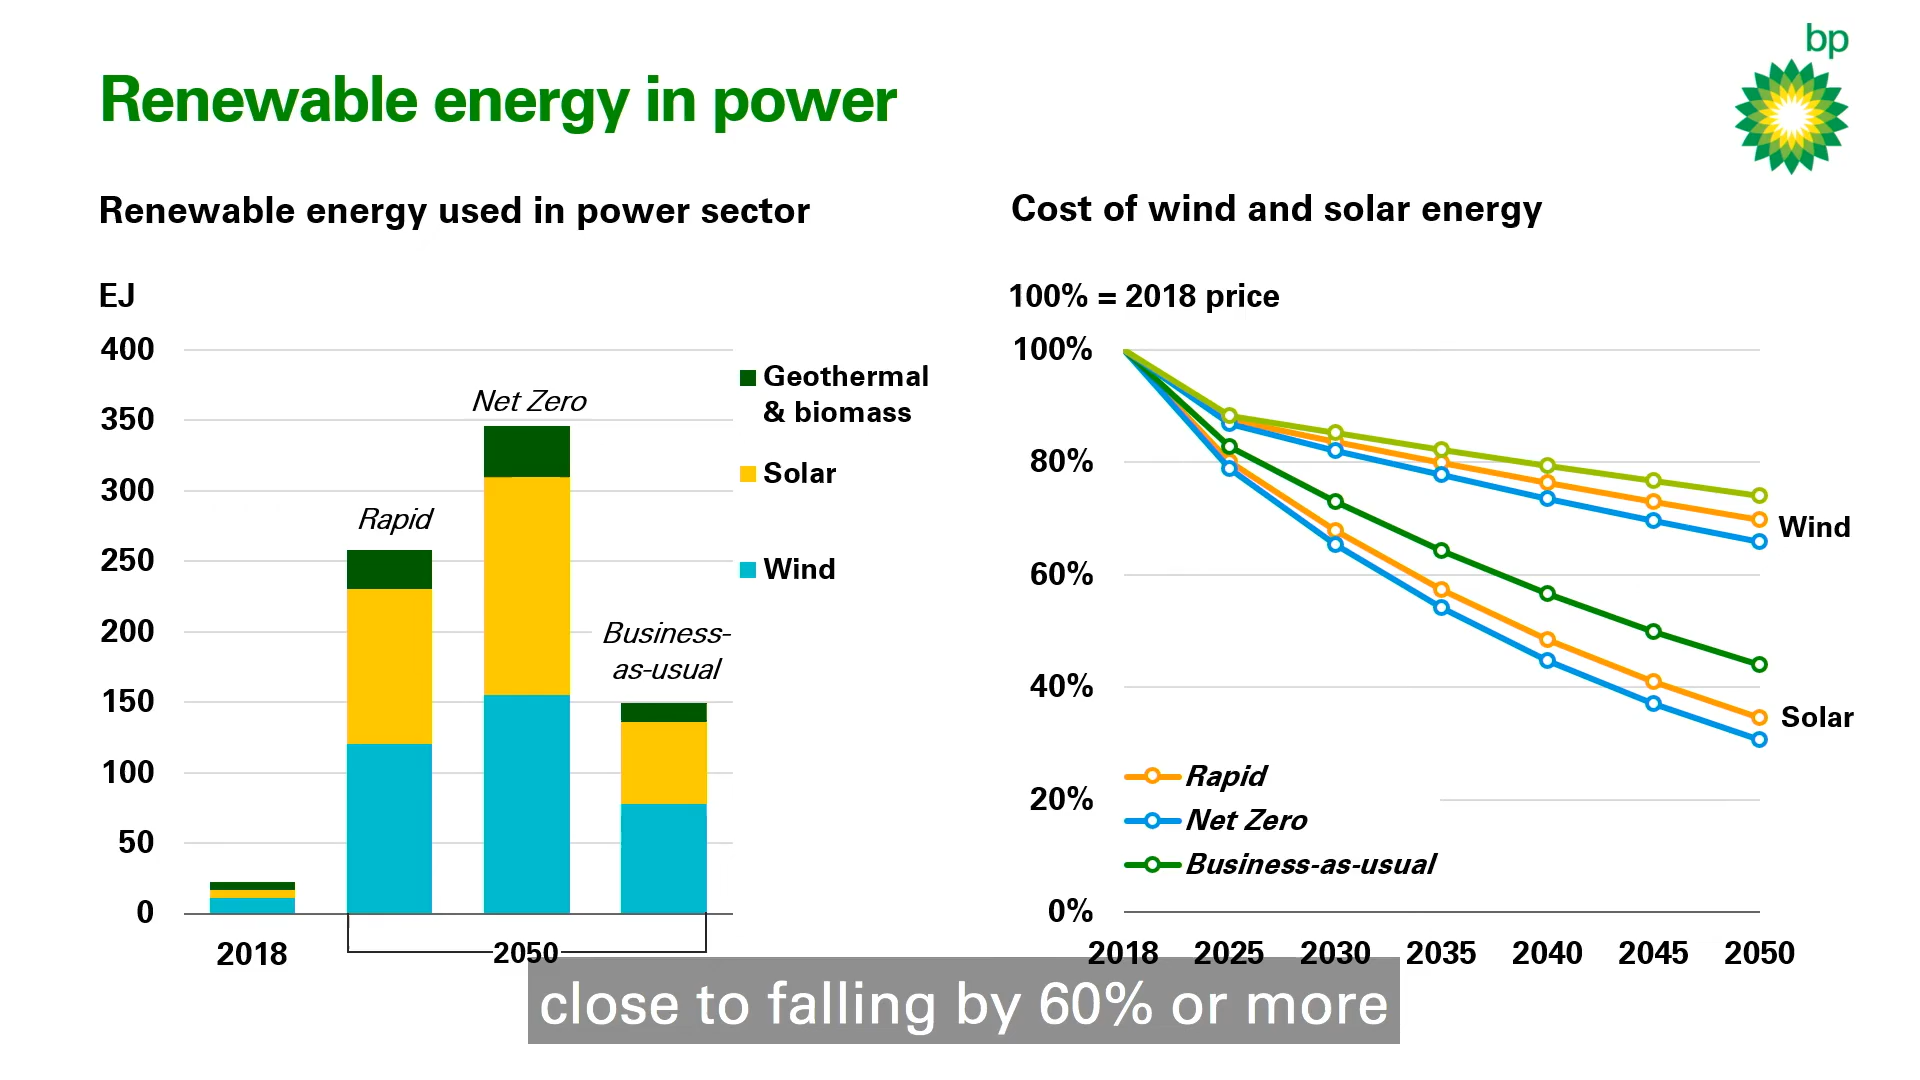 bp
Renewable energy in power
Renewable energy used in power sector
EJ
400
350
300
250
200
150
100
50
0
Rapid
Net Zero
Business-
as-usual
Geothermal
& biomass
Solar
Wind
2018
2050
Cost of wind and solar energy
100% = 2018 price
100%
80%
60%
40%
20%
0%
Wind
Solar
Rapid
Net Zero
Business-as-usual
2018 2025 2030 2035 2040 2045 2050
close to falling by 60% or more